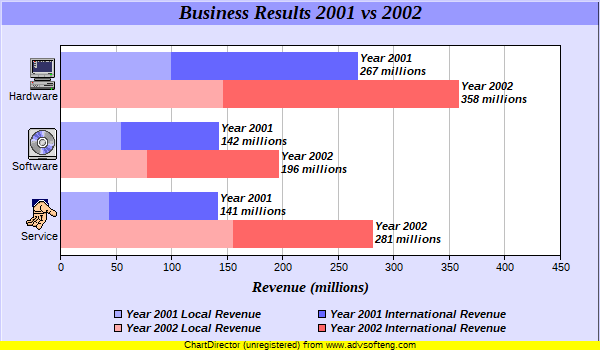 Business Results 2001 vs 2002
Year 2001
267 millions
Hardware
Year 2002
358 millions
Year 2001
142 millions
Software
Year 2002
196 millions
Year 2001
141 millions
Service
Year 2002
281 millions
0 50 100 150 200 250 300 350 400 450
Revenue (millions)
Year 2001 Local Revenue Year 2001 International Revenue
Year 2002 Local Revenue Year 2002 International Revenue
ChartDirector (unregistered) from www.advsofteng.com